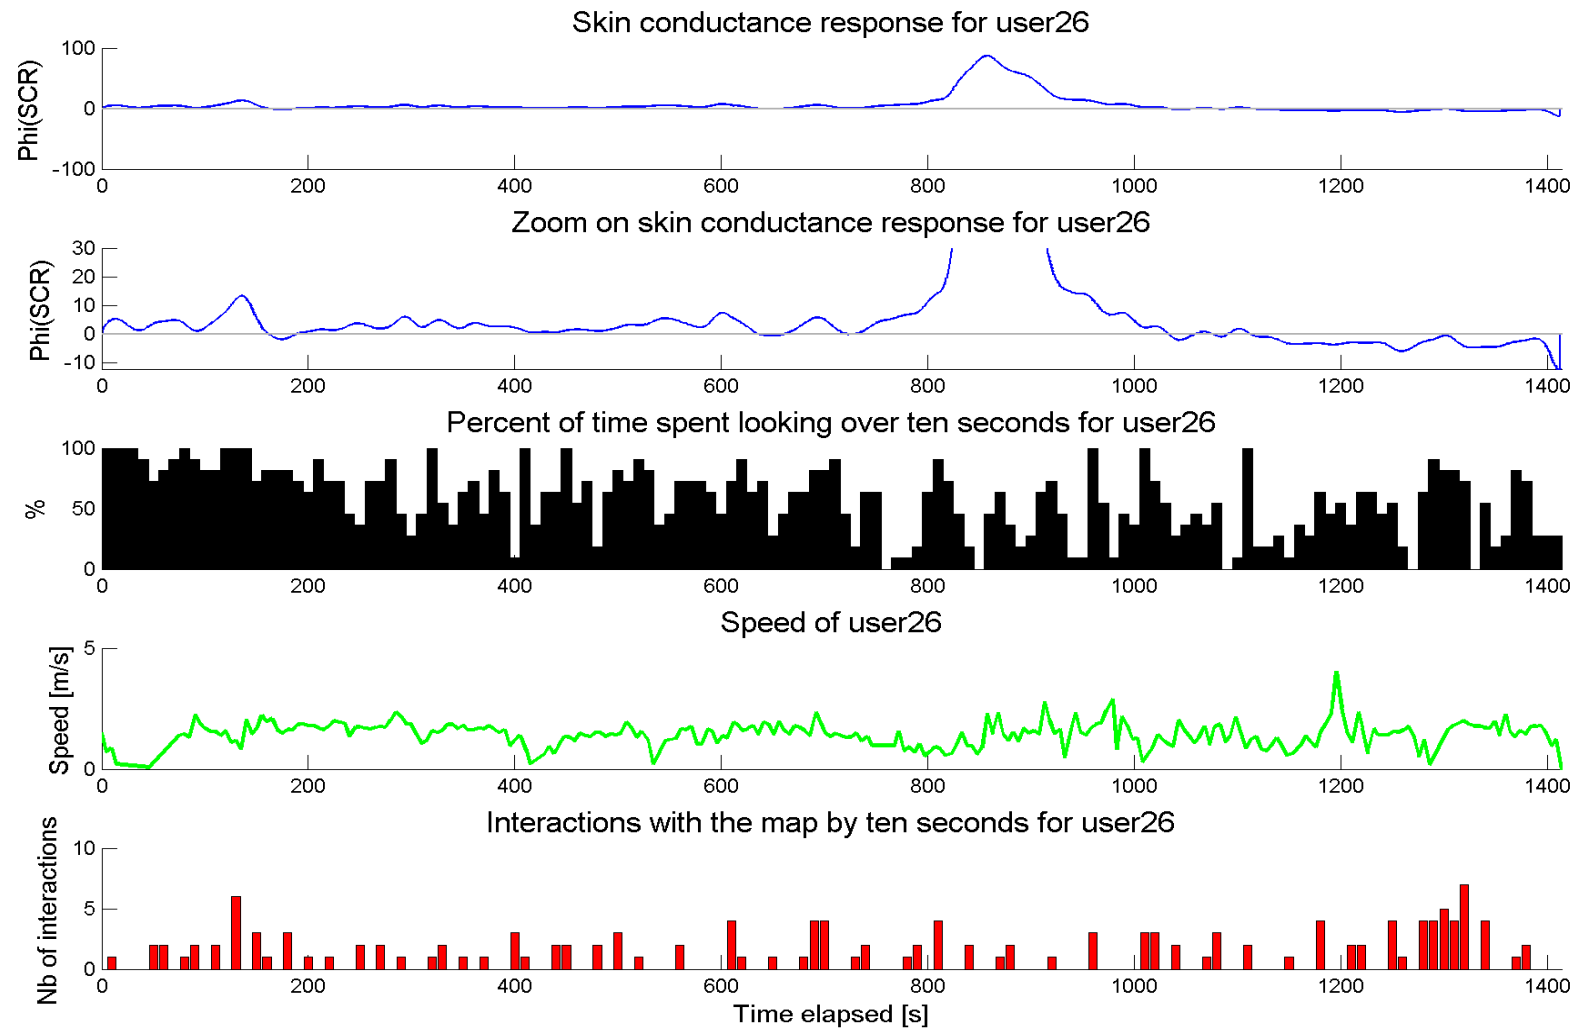 Skin conductance response for user26
Phi(SCR)
100
0
-100
0 200 400 600 800 1000 1200 1400
Zoom on skin conductance response for user26
Phi(SCR)
30
20
10
0
-10
0 200 400 600 800 1000 1200 1400
Percent of time spent looking over ten seconds for user26
%
100
50
0
0 200 400 600 800 1000 1200 1400
Speed of user26
Speed [m/s]
5
0
0 200 400 600 800 1000 1200 1400
Interactions with the map by ten seconds for user26
Nb of interactions
10
5
0
0 200 400 600 800 1000 1200 1400
Time elapsed [s]